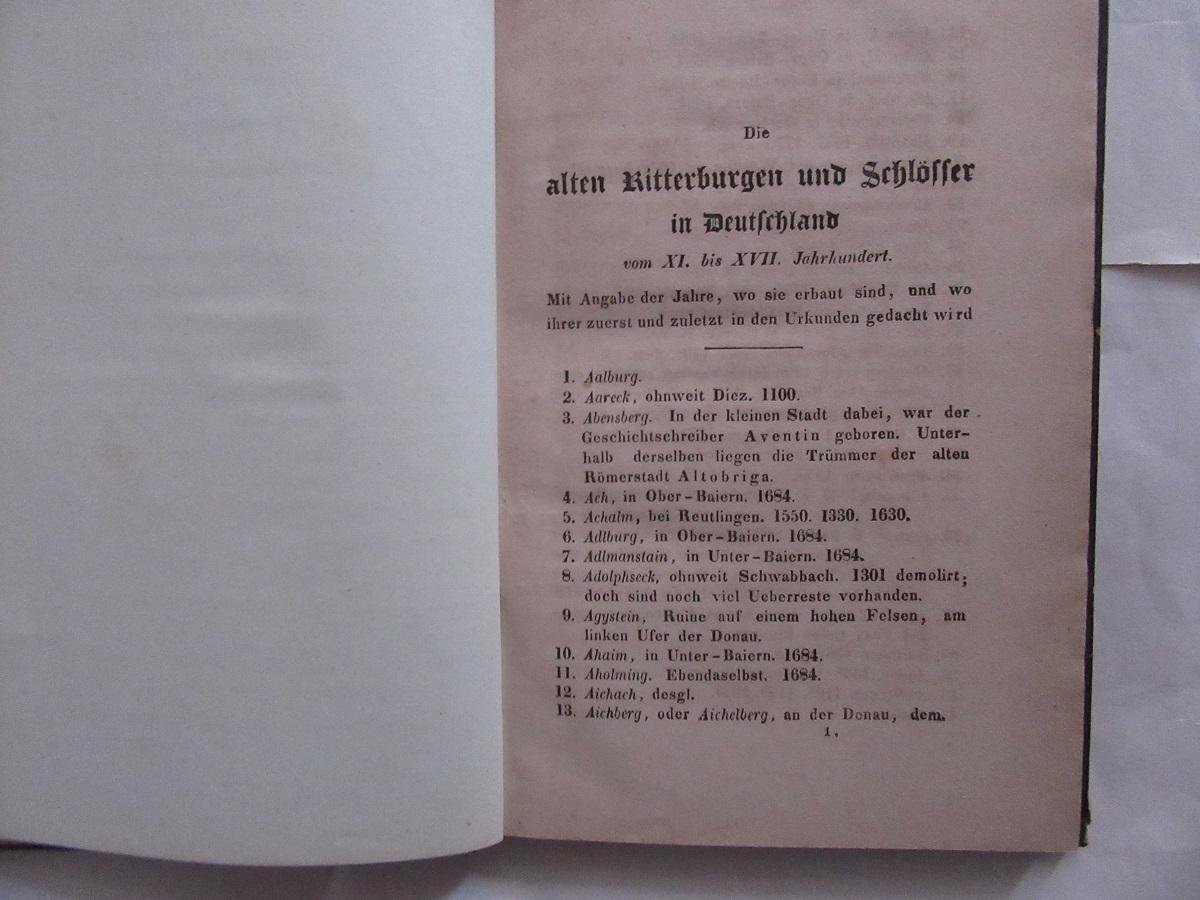 Die
alten Ritterburgen und Schlösser
in Deutschland
vom XI. bis XVII. Jahrhundert.
Mit Angabe der Jahre, wo sie erbaut sind, und wo
ihrer zuerst und zuletzt in den Urkunden gedacht wird
1. Aalburg.
2. Aareck, ohnweit Diez. 1100.
3. Abensberg. In der kleinen Stadt dabei, war der
Geschichtschreiber Aventin geboren. Unter-
halb derselben liegen die Trümmer der alten
Römerstadt Altobriga.
4. Ach, in Ober-Baiern. 1684.
5. Achalm, bei Reutlingen. 1550. 1330. 1630.
6. Adlburg, in Ober-Baiern. 1684.
7. Adlmanstain, in Unter-Baiern. 1684.
8. Adolphseck, ohnweit Schwabbach. 1301 demolirt;
doch sind noch viel Ueberreste vorhanden.
9. Agystein, Ruine auf einem hohen Felsen, am
linken Ufer der Donau.
10. Ahaim, in Unter-Baiern. 1684.
11. Aholming. Ebendaselbst. 1684.
12. Aichach, desgl.
13. Aichberg, oder Aichelberg, an der Donau, dem.
1.